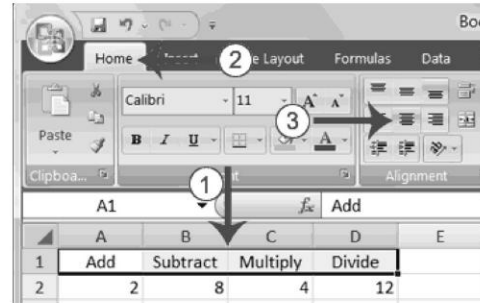 Boo
Home 2 Layout Formulas Data
Calibri 11 A A
3
Paste B I U A
Clipboa... Alignment
1
A1 fx Add
A B C D E
1 Add Subtract Multiply Divide
2 2 8 4 12